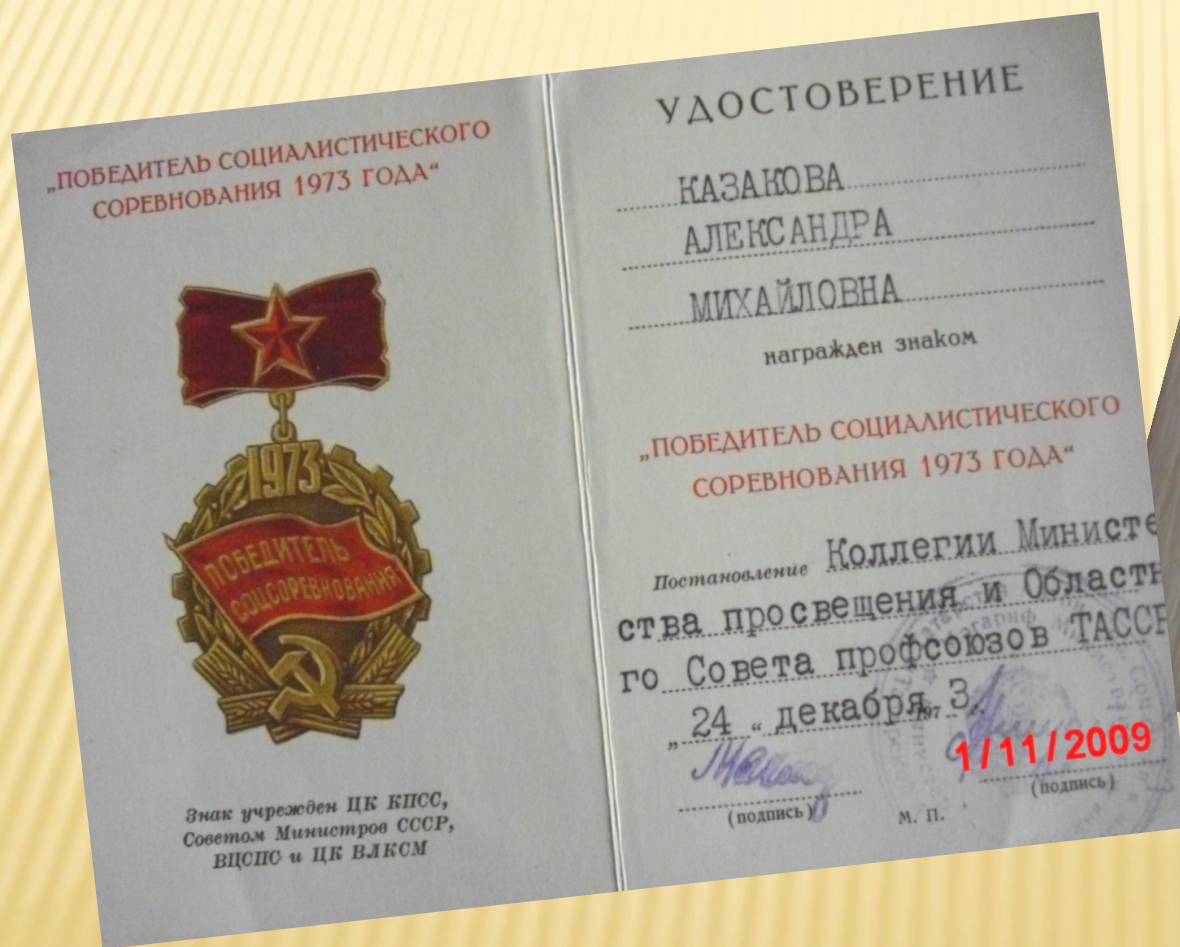 „ПОБЕДИТЕЛЬ СОЦИАЛИСТИЧЕСКОГО
СОРЕВНОВАНИЯ 1973 ГОДА“
1973
ПОБЕДИТЕЛЬ
СОЦСОРЕВНОВАНИЯ
Знак учрежден ЦК КПСС,
Советом Министров СССР,
ВЦСПС и ЦК ВЛКСМ
УДОСТОВЕРЕНИЕ
КАЗАКОВА
АЛЕКСАНДРА
МИХАЙЛОВНА
награжден знаком
„ПОБЕДИТЕЛЬ СОЦИАЛИСТИЧЕСКОГО
СОРЕВНОВАНИЯ 1973 ГОДА“
Постановление Коллегии Министе
ства просвещения и Областн
го Совета профсоюзов ТАССР
„24“ декабря 1973
1/11/2009
(подпись) М. П. (подпись)